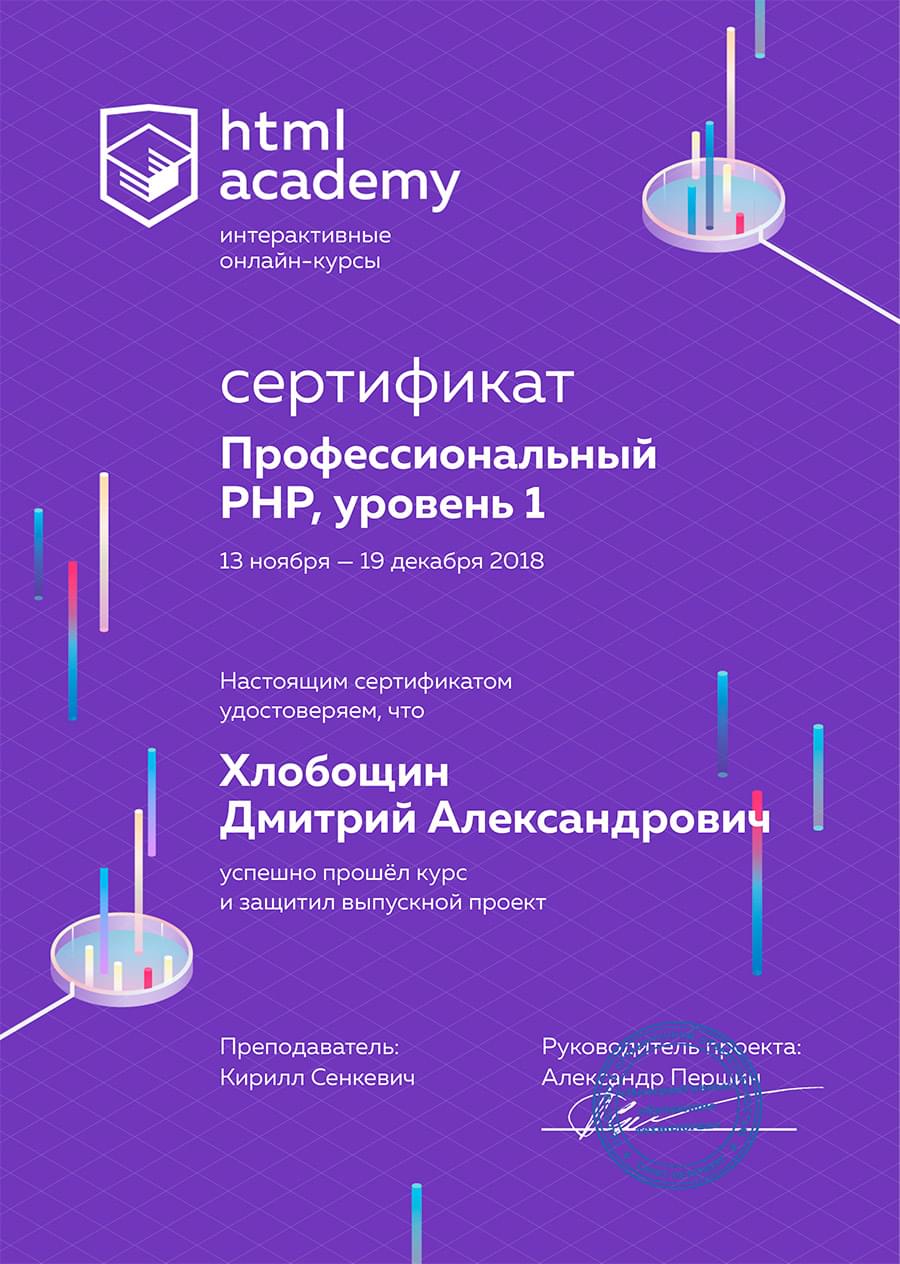 html
academy
интерактивные
онлайн-курсы
сертификат
Профессиональный
PHP, уровень 1
13 ноября — 19 декабря 2018
Настоящим сертификатом
удостоверяем, что
Хлобощин
Дмитрий Александрович
успешно прошёл курс
и защитил выпускной проект
Преподаватель:
Кирилл Сенкевич
Руководитель проекта:
Александр Першин